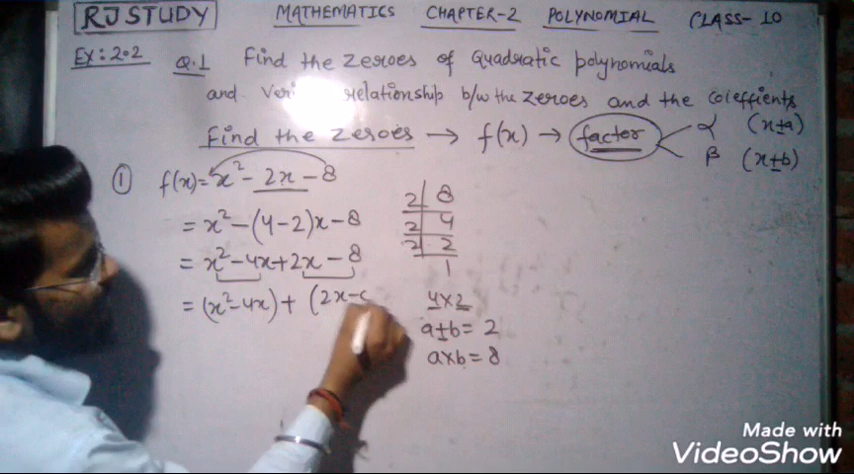 RJ STUDY MATHEMATICS CHAPTER-2 POLYNOMIAL CLASS-10
EX:2.2 Q.1 Find the zeroes of quadratic polynomials
and relationship b/w the zeroes and the coieffients
find the zeroes → f(x) → factor α (x±a)
β (x±b)
① f(x)= x² - 2x - 8
= x² - (4-2)x - 8
= x² - 4x + 2x - 8
= (x² - 4x) + (2x -
2 | 8
2 | 4
2 | 2
1
4×2
a±b = 2
a×b = 8
Made with
VideoShow